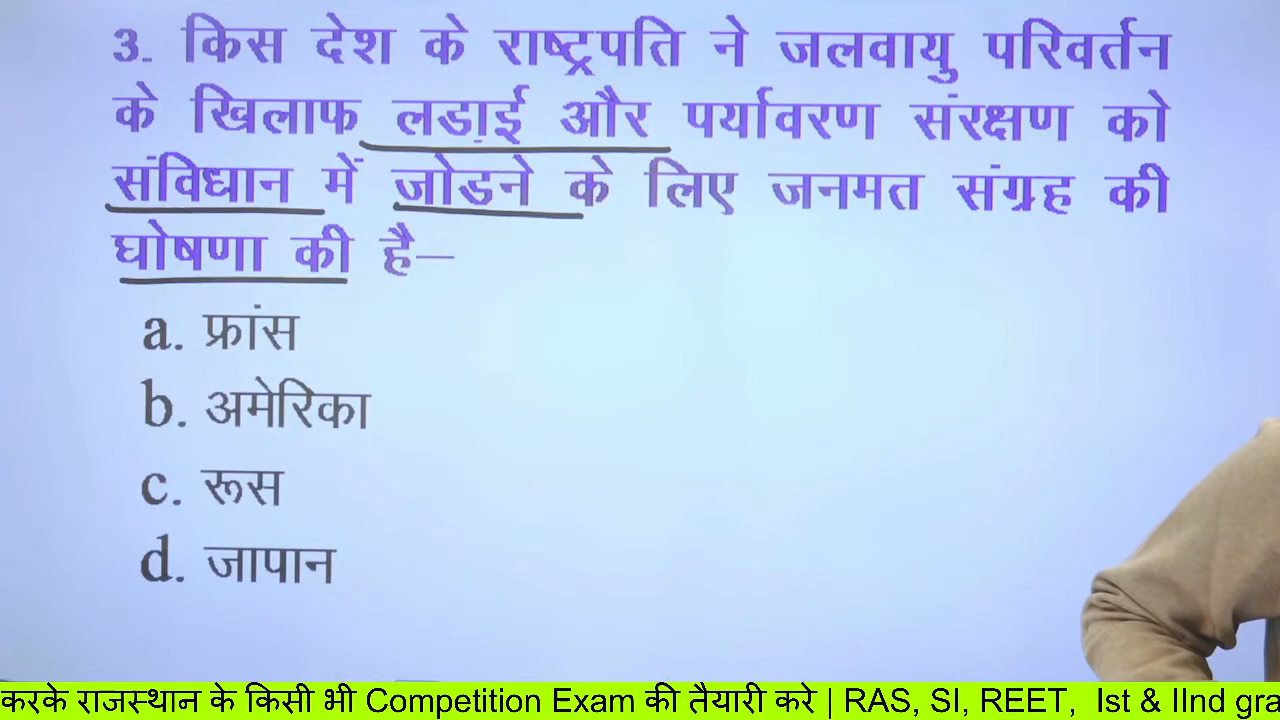 3. किस देश के राष्ट्रपति ने जलवायु परिवर्तन
के खिलाफ लडाई और पर्यावरण संरक्षण को
संविधान में जोडने के लिए जनमत संग्रह की
घोषणा की है–
a. फ्रांस
b. अमेरिका
c. रूस
d. जापान
करके राजस्थान के किसी भी Competition Exam की तैयारी करे | RAS, SI, REET, Ist & IInd gra